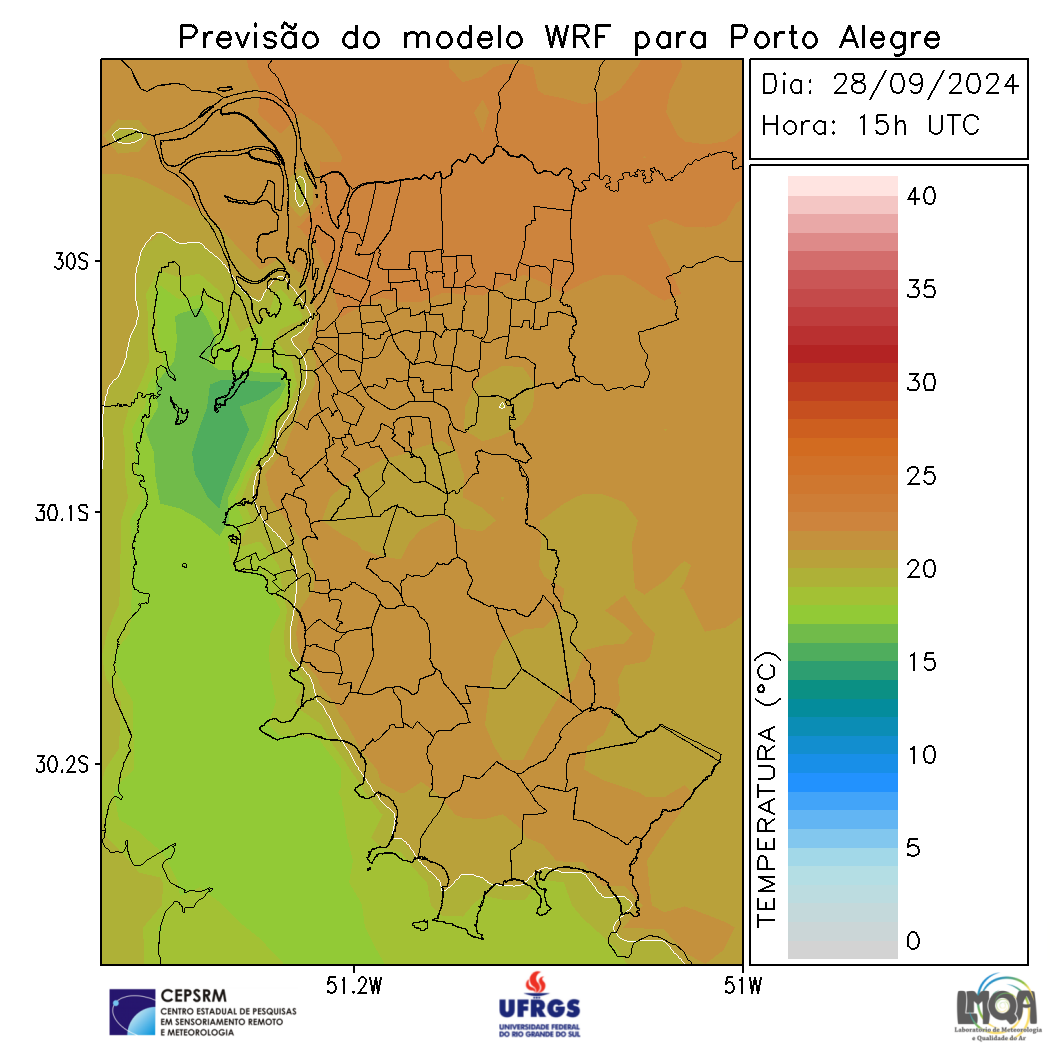 Previsão do modelo WRF para Porto Alegre
Dia: 28/09/2024
Hora: 15h UTC
40
35
30
25
20
15
10
5
0
TEMPERATURA (°C)
30S
30.1S
30.2S
51.2W
51W
CEPSRM
CENTRO ESTADUAL DE PESQUISAS
EM SENSORIAMENTO REMOTO
E METEOROLOGIA
UFRGS
UNIVERSIDADE FEDERAL
DO RIO GRANDE DO SUL
LMQA
Laboratório de Meteorologia
e Qualidade do Ar